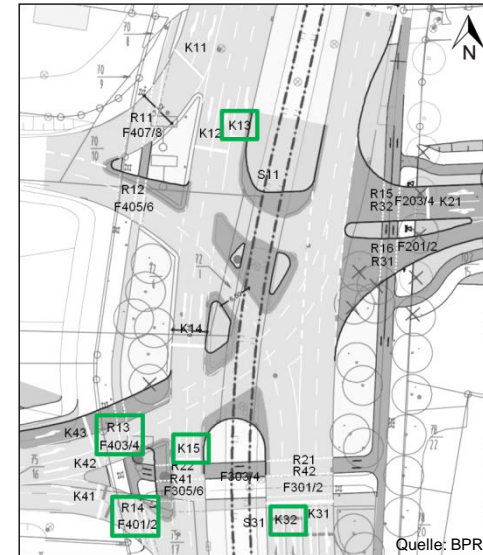 K11
N
R11
F407/8
K12
K13
R12
F405/6
S11
R15
R32
F203/4
K21
R16
R31
F201/2
K14
R13
F403/4
K43
K42
K41
K15
R22
R41
F305/6
F303/4
R21
R42
F301/2
R14
F401/2
S31
K32
K31
Quelle: BPR